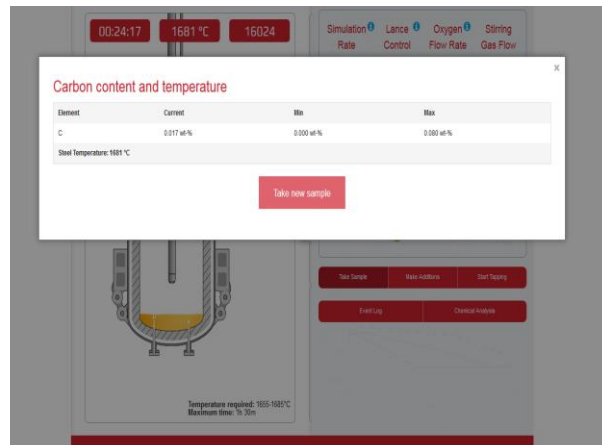 00:24:17 1681 °C 16024
Simulation Rate Lance Control Oxygen Flow Rate Stirring Gas Flow
x
Carbon content and temperature
Element Current Min Max
C 0.017 wt-% 0.000 wt-% 0.080 wt-%
Steel Temperature: 1681 °C
Take new sample
Take Sample Make Additions Start Tapping
Event Log Chemical Analysis
Temperature required: 1655-1685°C
Maximum time: 1h 30m